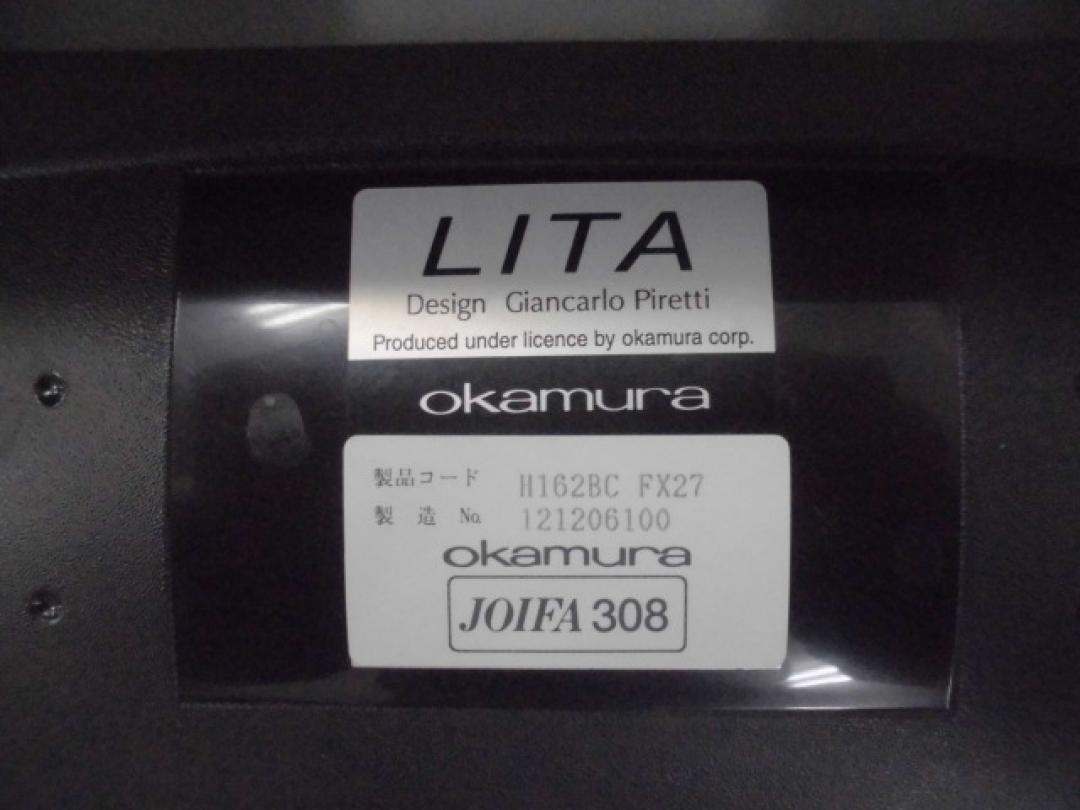 LITA
Design Giancarlo Piretti
Produced under licence by okamura corp.
okamura
製品コード H162BC FX27
製 造 No. 121206100
okamura
JOIFA 308